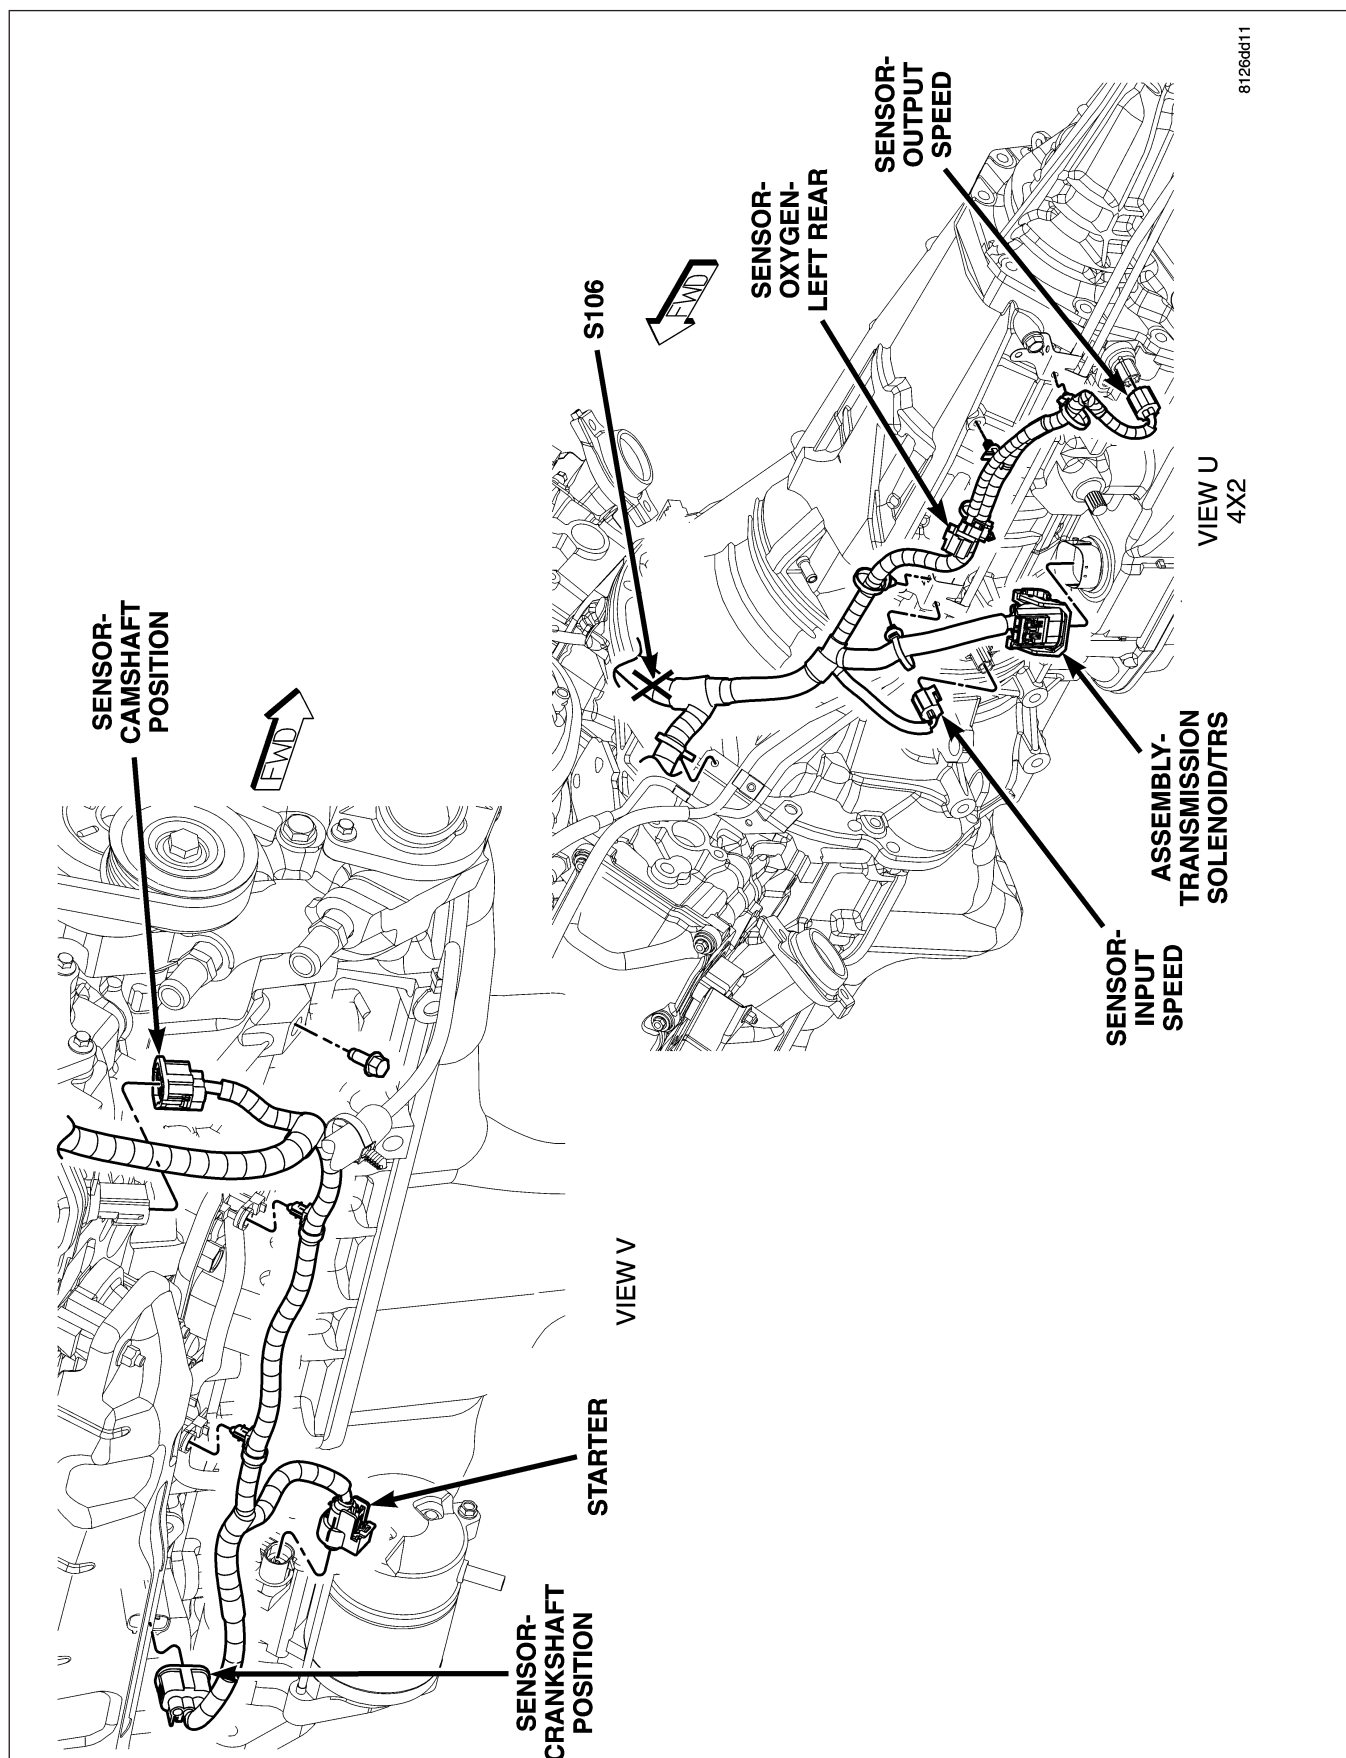 SENSOR-
CAMSHAFT
POSITION
FWD
STARTER
SENSOR-
CRANKSHAFT
POSITION
VIEW V
S106
FWD
SENSOR-
OXYGEN-
LEFT REAR
SENSOR-
OUTPUT
SPEED
SENSOR-
INPUT
SPEED
ASSEMBLY-
TRANSMISSION
SOLENOID/TRS
VIEW U
4X2
8126dd11